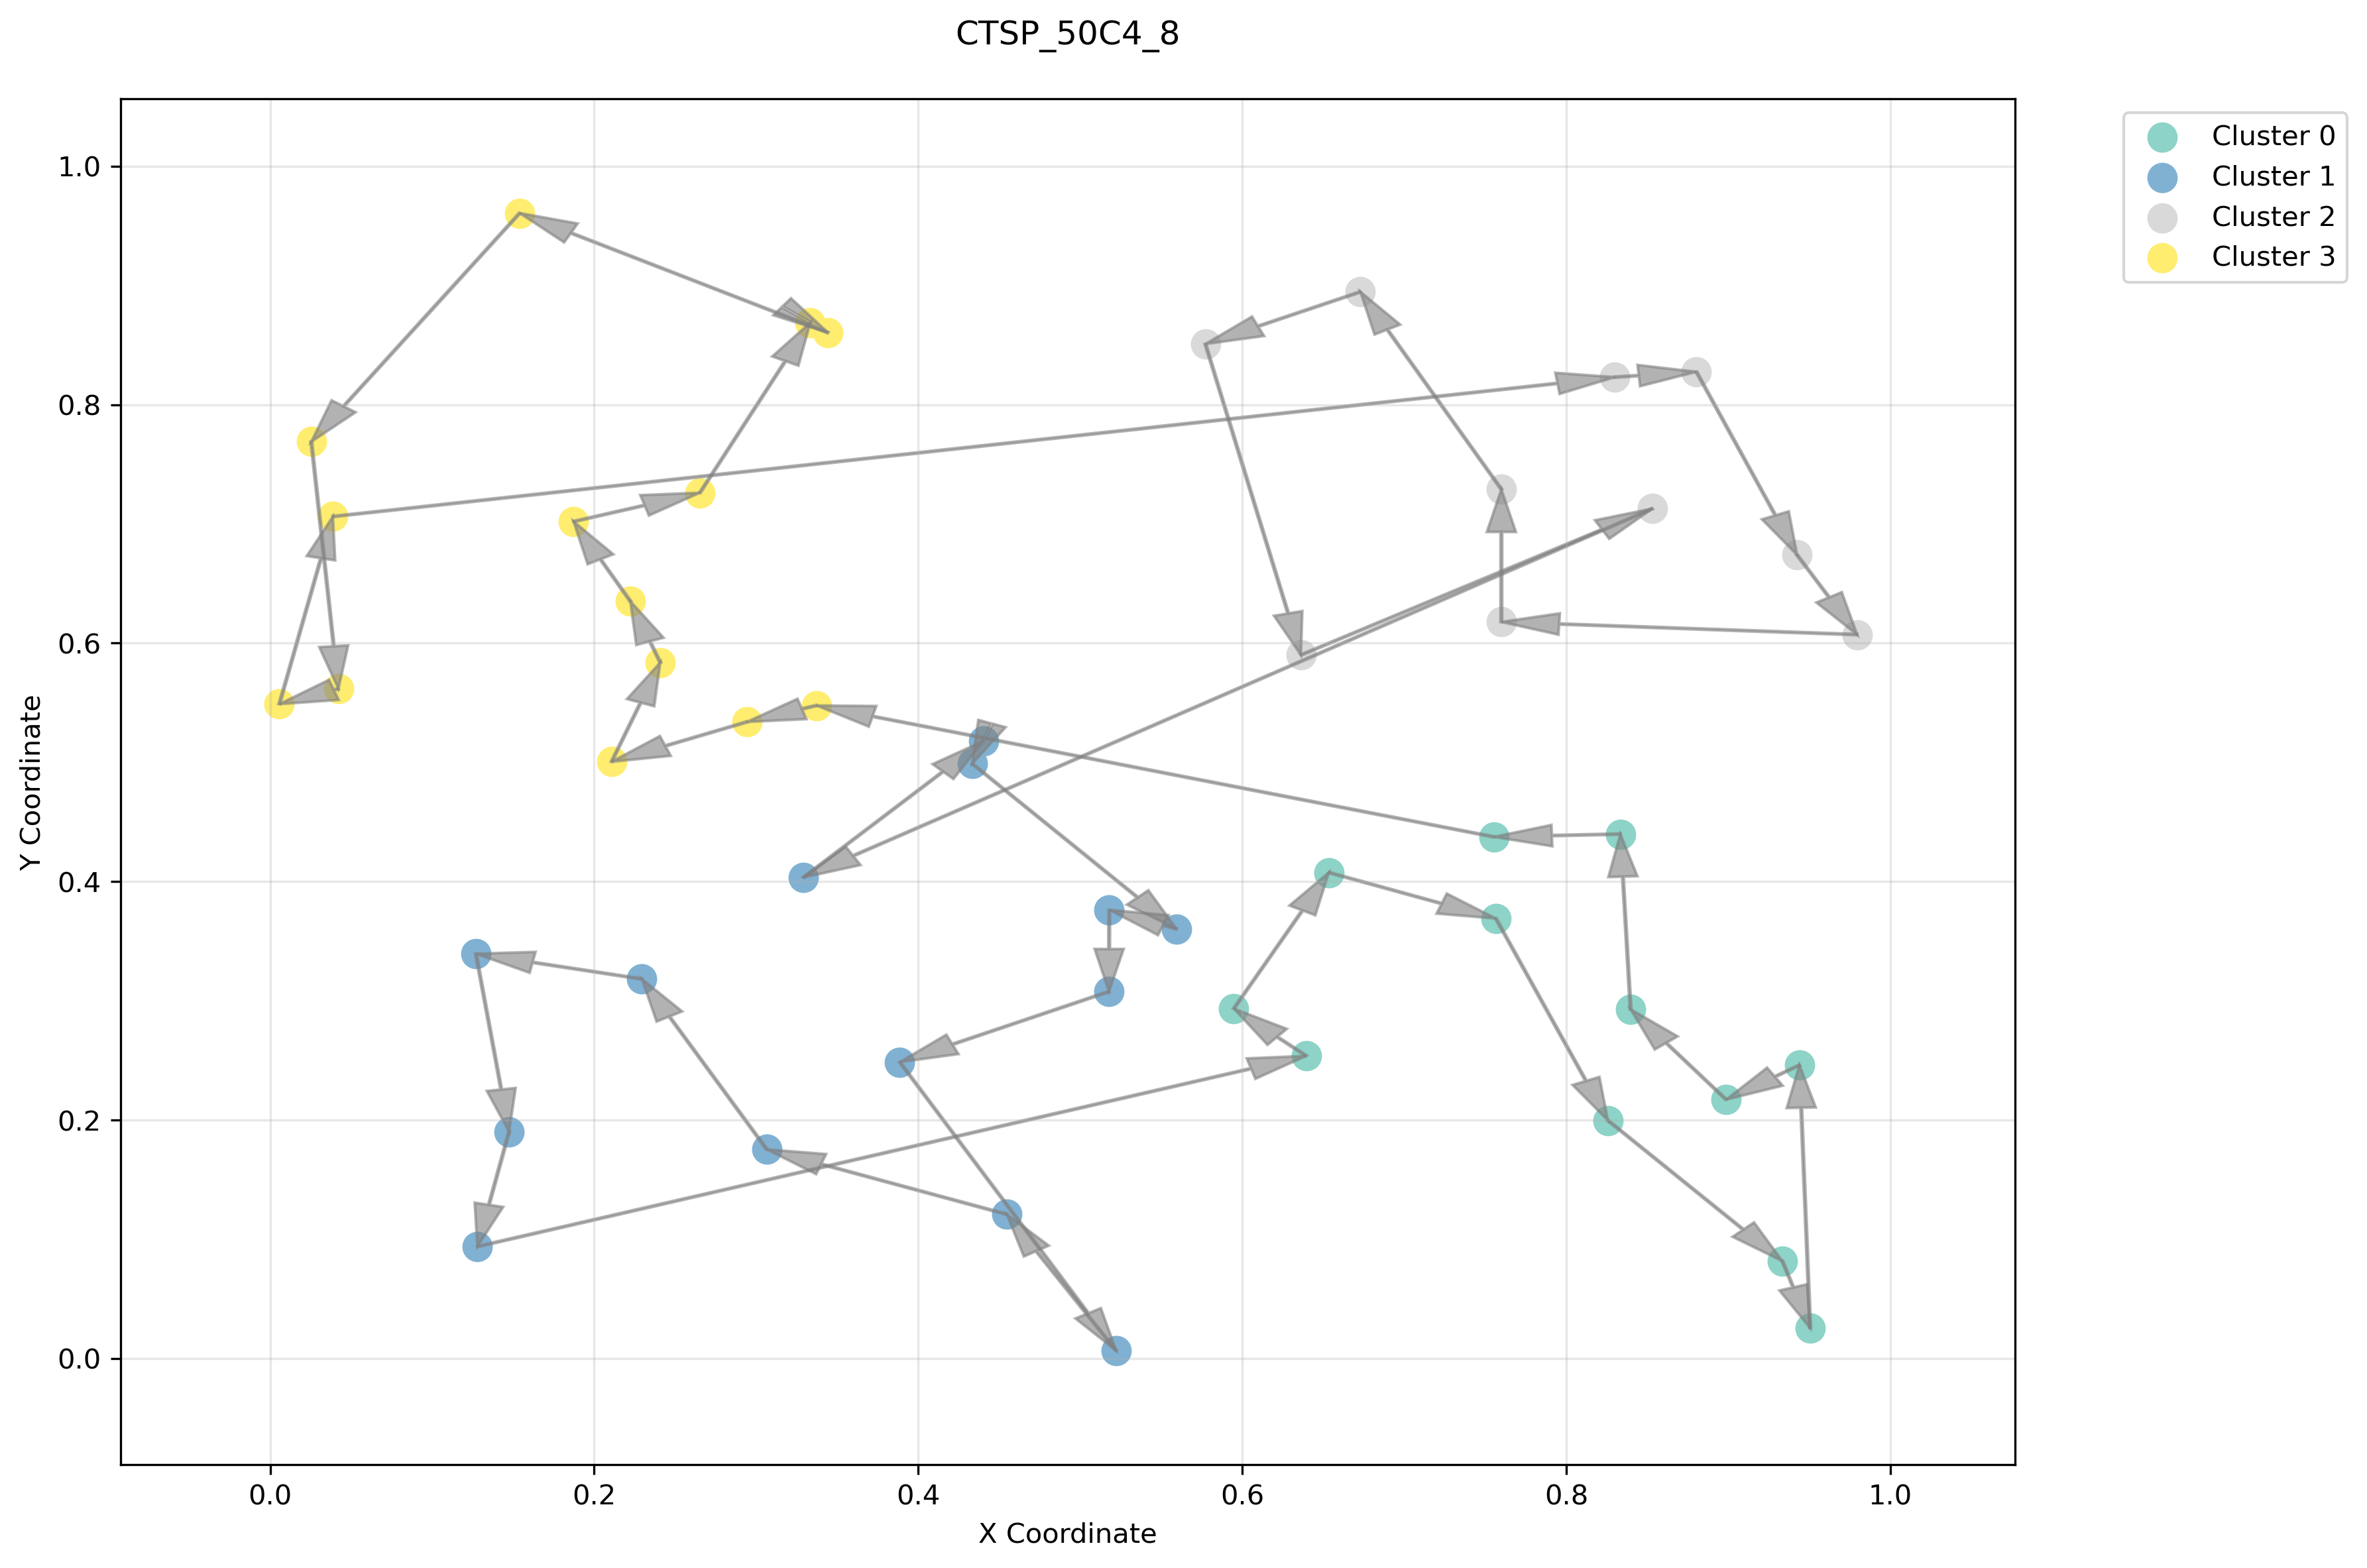 CTSP_50C4_8
Cluster 0
Cluster 1
Cluster 2
Cluster 3
1.0
0.8
0.6
0.4
0.2
0.0
Y Coordinate
0.0 0.2 0.4 0.6 0.8 1.0
X Coordinate